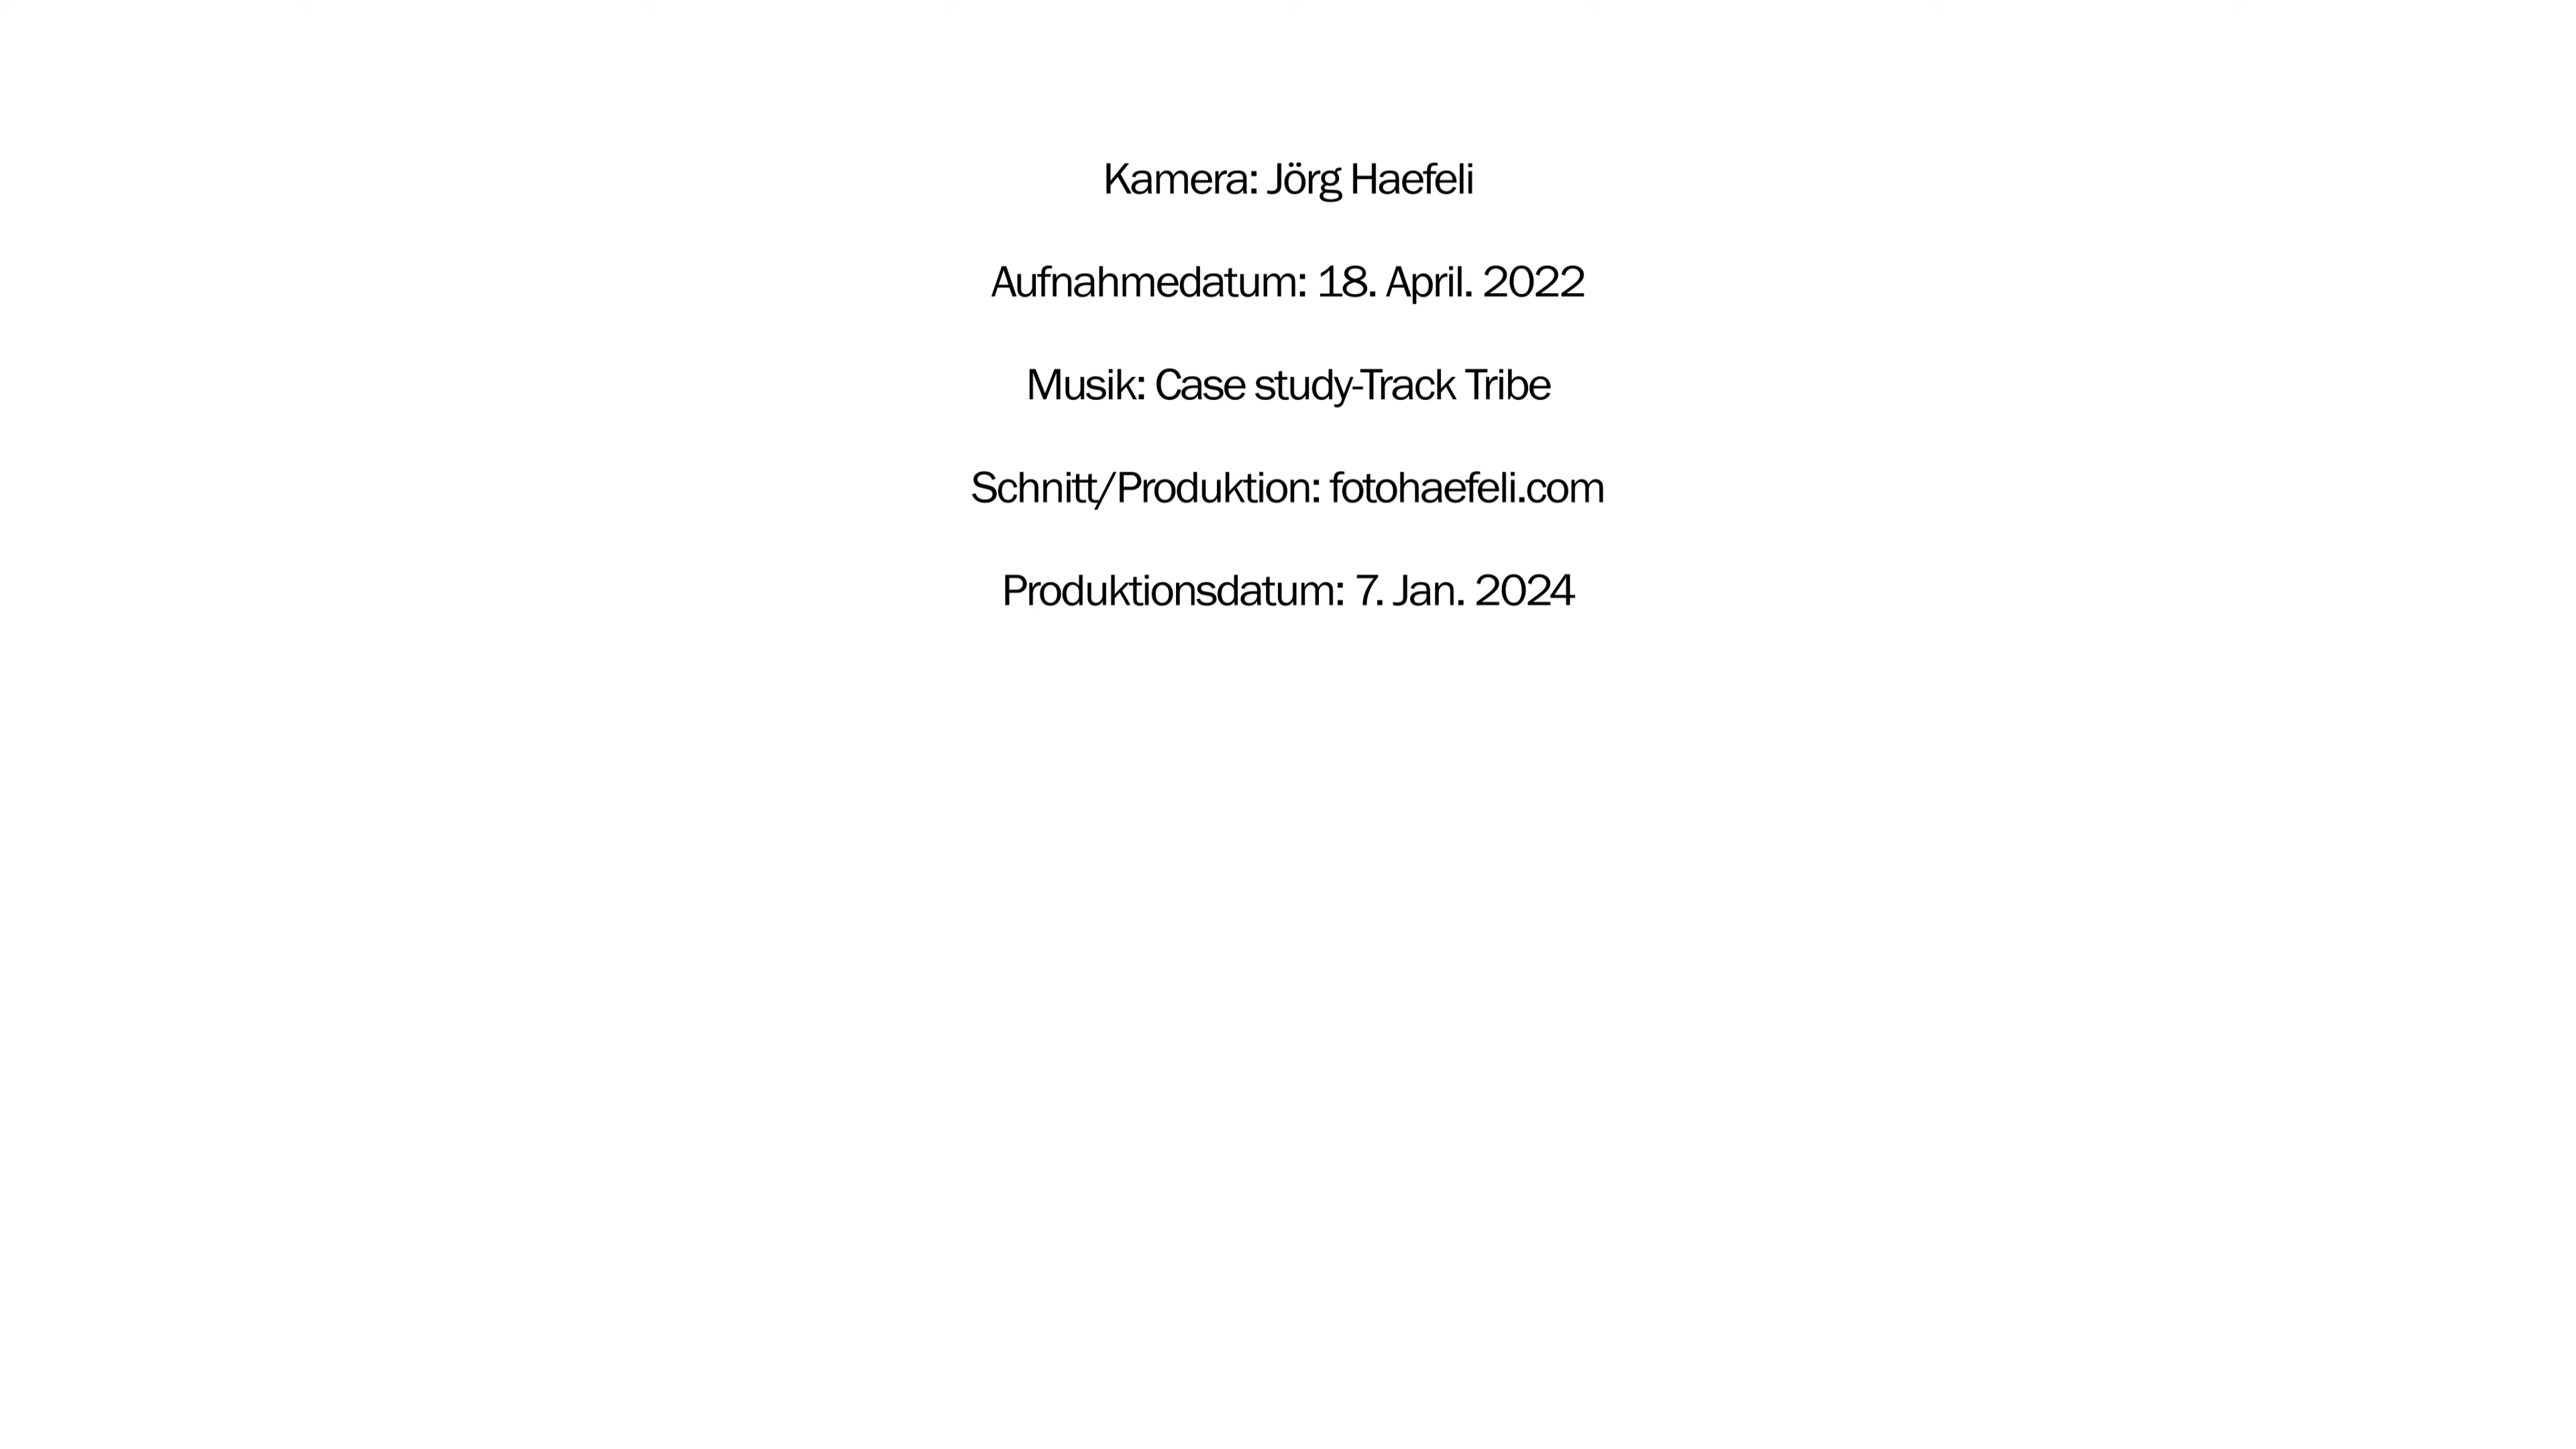 Kamera: Jörg Haefeli
Aufnahmedatum: 18. April. 2022
Musik: Case study-Track Tribe
Schnitt/Produktion: fotohaefeli.com
Produktionsdatum: 7. Jan. 2024